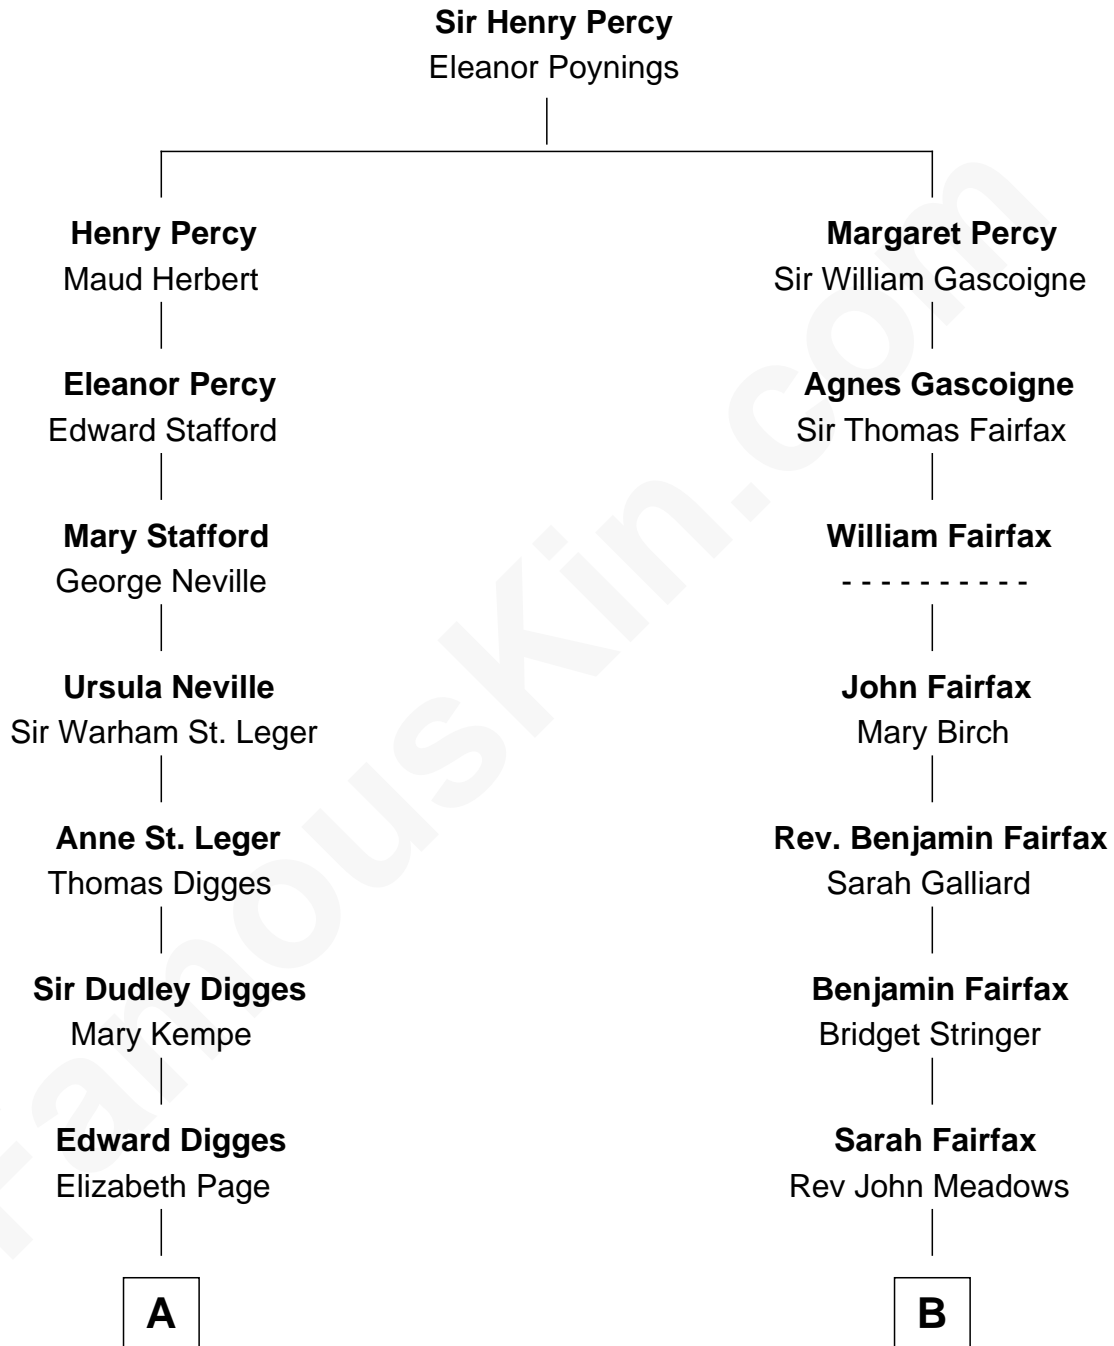 Sir Henry Percy
Eleanor Poynings
Henry Percy
Maud Herbert
Margaret Percy
Sir William Gascoigne
Eleanor Percy
Edward Stafford
Agnes Gascoigne
Sir Thomas Fairfax
Mary Stafford
George Neville
William Fairfax
- - - - - - - - - -
Ursula Neville
Sir Warham St. Leger
John Fairfax
Mary Birch
Anne St. Leger
Thomas Digges
Rev. Benjamin Fairfax
Sarah Galliard
Sir Dudley Digges
Mary Kempe
Benjamin Fairfax
Bridget Stringer
Edward Digges
Elizabeth Page
Sarah Fairfax
Rev John Meadows
A
B
FamousKin.com